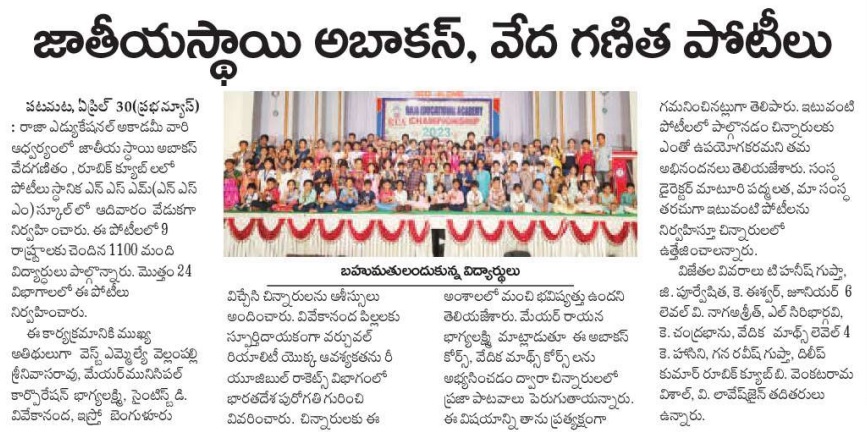 జాతీయస్థాయి అబాకస్, వేద గణిత పోటీలు
పటమట, ఏప్రిల్ 30(ప్రభన్యూస్)
: రాజా ఎడ్యుకేషనల్ అకాడమీ వారి
ఆధ్వర్యంలో జాతీయ స్థాయి అబాకస్
వేదగణితం , రూబిక్ క్యూబ్ లలో
పోటీలు స్థానిక ఎన్ ఎస్ ఎమ్(ఎన్ ఎస్
ఎం) స్కూల్ లో ఆదివారం వేడుకగా
నిర్వహించారు. ఈ పోటీలలో 9
రాష్ట్రాలకు చెందిన 1100 మంది
విద్యార్థులు పాల్గొన్నారు. మొత్తం 24
విభాగాలలో ఈ పోటీలు
నిర్వహించారు.
ఈ కార్యక్రమానికి ముఖ్య
అతిథులుగా వెస్ట్ ఎమ్మెల్యే వెల్లంపల్లి
శ్రీనివాసరావు, మేయర్ మునిసిపల్
కార్పొరేషన్ భాగ్యలక్ష్మి, సైంటిస్ట్ డి.
వివేకానంద, ఇస్రో బెంగుళూరు
RAJA EDUCATIONAL ACADEMY
CHAMPIONSHIP
2023
బహుమతులందుకున్న విద్యార్థులు
విచ్చేసి చిన్నారులను ఆశీస్సులు
అందించారు. వివేకానంద పిల్లలకు
స్ఫూర్తిదాయకంగా వర్చువల్
రియాలిటీ యొక్క ఆవశ్యకతను రీ
యూజబుల్ రాకెట్స్ విభాగంలో
భారతదేశ పురోగతి గురించి
వివరించారు. చిన్నారులకు ఈ
అంశాలలో మంచి భవిష్యత్తు ఉందని
తెలియజేశారు. మేయర్ రాయన
భాగ్యలక్ష్మి మాట్లాడుతూ ఈ అబాకస్
కోర్స్, వేదిక మాథ్స్ కోర్స్ లను
అభ్యసించడం ద్వారా చిన్నారులలో
ప్రజా పాటవాలు పెరుగుతాయన్నారు.
ఈ విషయాన్ని తాను ప్రత్యక్షంగా
గమనించినట్లుగా తెలిపారు. ఇటువంటి
పోటీలలో పాల్గొనడం చిన్నారులకు
ఎంతో ఉపయోగకరమని తమ
అభినందనలు తెలియజేశారు. సంస్థ
డైరెక్టర్ మాటూరి పద్మలత, మా సంస్థ
తరచుగా ఇటువంటి పోటీలను
నిర్వహిస్తూ చిన్నారులలో
ఉత్తేజించాలన్నారు.
విజేతల వివరాలు టి హనీష్ గుప్తా,
జి. పూర్వేషిత, కె. ఈశ్వర్, జూనియర్ 6
లెవల్ వి. నాగఅశ్రీత్, ఎల్ సిరిభార్గవి,
కె. చంద్రభాను, వేదిక మాథ్స్ లెవెల్ 4
కె. హాసిని, గన రవీష్ గుప్తా, దిలీప్
కుమార్ రూబిక్ క్యూబ్ బి. వెంకటరామ
విశాల్, వి. లావేష్‌జైన్ తదితరులు
ఉన్నారు.